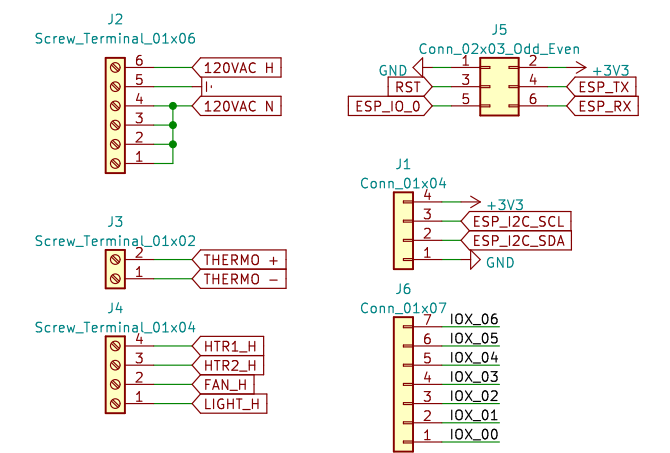 J2
Screw_Terminal_01x06
6
120VAC H
5
4
120VAC N
3
2
1
J3
Screw_Terminal_01x02
2
THERMO +
1
THERMO -
J4
Screw_Terminal_01x04
4
HTR1_H
3
HTR2_H
2
FAN_H
1
LIGHT_H
J5
Conn_02x03_Odd_Even
GND
1
2
+3V3
RST
3
4
ESP_TX
ESP_IO_0
5
6
ESP_RX
J1
Conn_01x04
4
+3V3
3
ESP_I2C_SCL
2
ESP_I2C_SDA
1
GND
J6
Conn_01x07
7
IOX_06
6
IOX_05
5
IOX_04
4
IOX_03
3
IOX_02
2
IOX_01
1
IOX_00